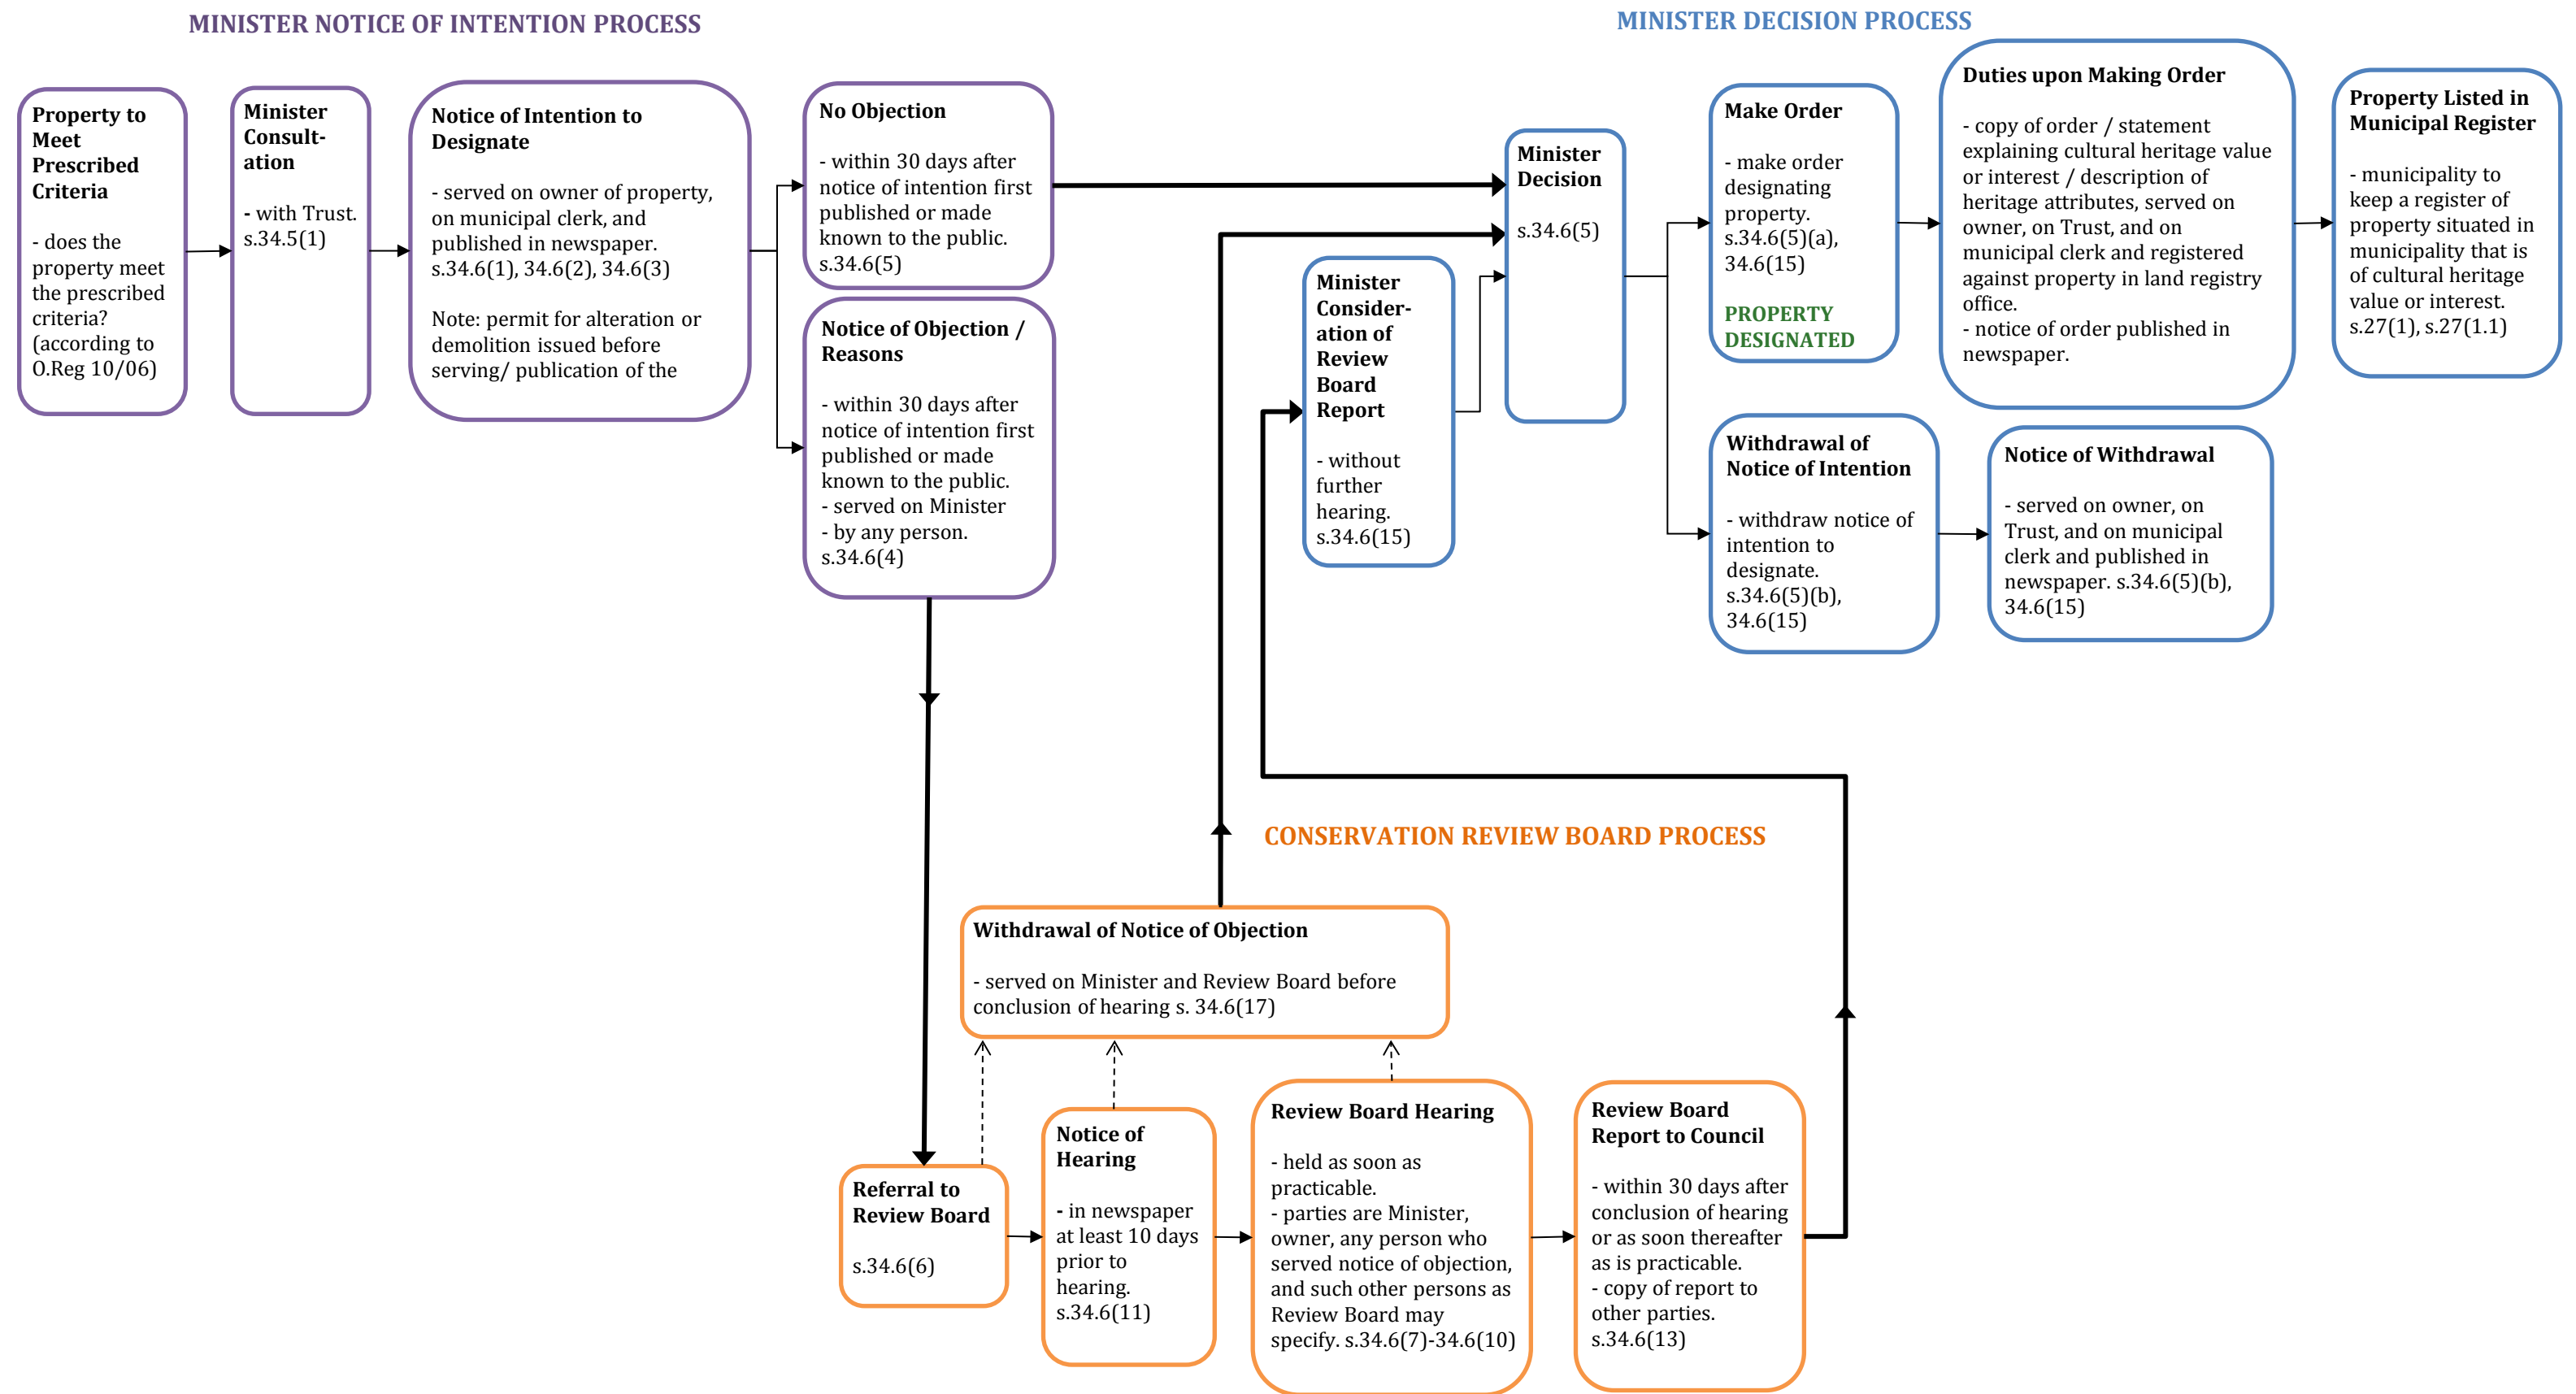 MINISTER NOTICE OF INTENTION PROCESS
MINISTER DECISION PROCESS
Property to
Meet
Prescribed
Criteria
- does the
property meet
the prescribed
criteria?
(according to
O.Reg 10/06)
Minister
Consult-
ation
- with Trust.
s.34.5(1)
Notice of Intention to
Designate
- served on owner of property,
on municipal clerk, and
published in newspaper.
s.34.6(1), 34.6(2), 34.6(3)
Note: permit for alteration or
demolition issued before
serving/ publication of the
No Objection
- within 30 days after
notice of intention first
published or made
known to the public.
s.34.6(5)
Notice of Objection /
Reasons
- within 30 days after
notice of intention first
published or made
known to the public.
- served on Minister
- by any person.
s.34.6(4)
Minister
Consider-
ation of
Review
Board
Report
- without
further
hearing.
s.34.6(15)
Minister
Decision
s.34.6(5)
Make Order
- make order
designating
property.
s.34.6(5)(a),
34.6(15)
PROPERTY
DESIGNATED
Duties upon Making Order
- copy of order / statement
explaining cultural heritage value
or interest / description of
heritage attributes, served on
owner, on Trust, and on
municipal clerk and registered
against property in land registry
office.
- notice of order published in
newspaper.
Property Listed in
Municipal Register
- municipality to
keep a register of
property situated in
municipality that is
of cultural heritage
value or interest.
s.27(1), s.27(1.1)
Withdrawal of
Notice of Intention
- withdraw notice of
intention to
designate.
s.34.6(5)(b),
34.6(15)
Notice of Withdrawal
- served on owner, on
Trust, and on municipal
clerk and published in
newspaper. s.34.6(5)(b),
34.6(15)
CONSERVATION REVIEW BOARD PROCESS
Withdrawal of Notice of Objection
- served on Minister and Review Board before
conclusion of hearing s. 34.6(17)
Referral to
Review Board
s.34.6(6)
Notice of
Hearing
- in newspaper
at least 10 days
prior to
hearing.
s.34.6(11)
Review Board Hearing
- held as soon as
practicable.
- parties are Minister,
owner, any person who
served notice of objection,
and such other persons as
Review Board may
specify. s.34.6(7)-34.6(10)
Review Board
Report to Council
- within 30 days after
conclusion of hearing
or as soon thereafter
as is practicable.
- copy of report to
other parties.
s.34.6(13)